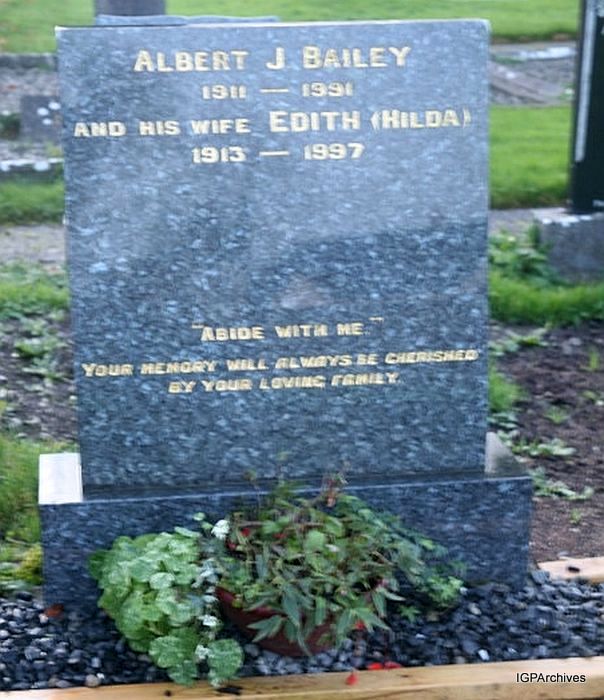 ALBERT J BAILEY
1911 — 1991
AND HIS WIFE EDITH (HILDA)
1913 — 1997
"ABIDE WITH ME."
YOUR MEMORY WILL ALWAYS BE CHERISHED
BY YOUR LOVING FAMILY.
IGPArchives